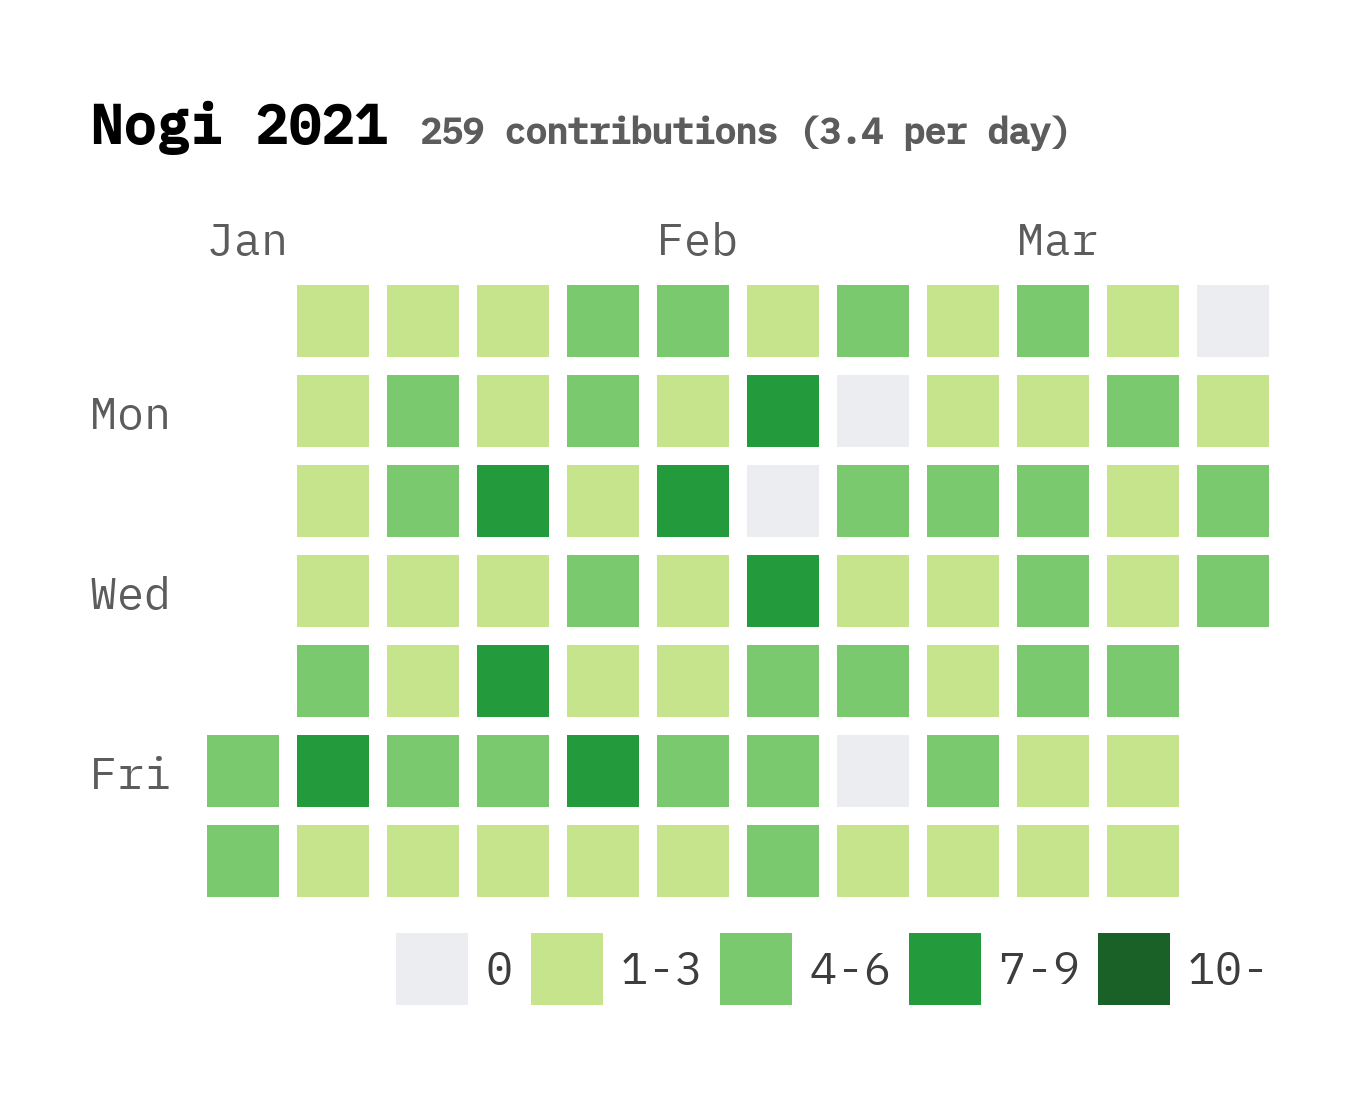 Nogi 2021 259 contributions (3.4 per day)
Jan Feb Mar
Mon
Wed
Fri
0 1-3 4-6 7-9 10-